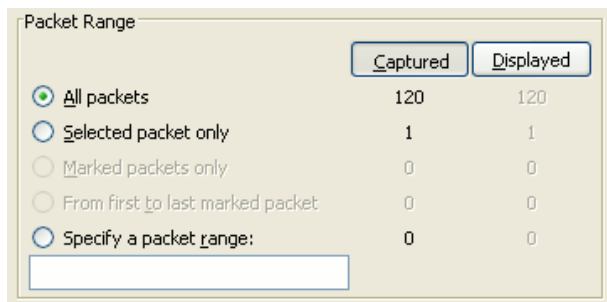 Packet Range
Captured Displayed
All packets 120 120
Selected packet only 1 1
Marked packets only 0 0
From first to last marked packet 0 0
Specify a packet range: 0 0